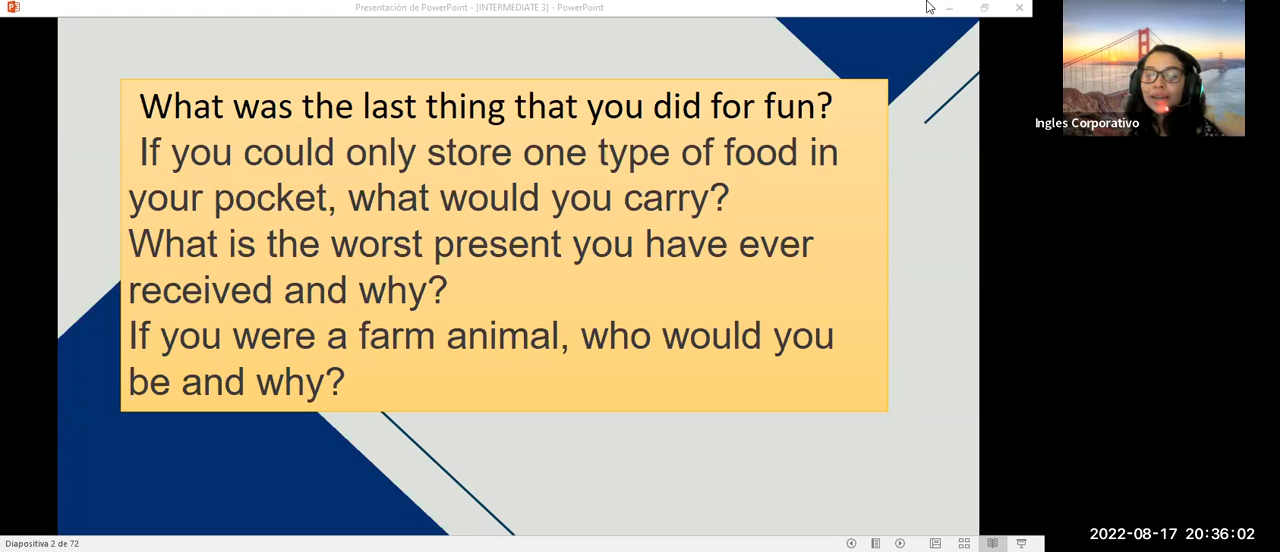 Presentación de PowerPoint - [INTERMEDIATE 3] - PowerPoint
What was the last thing that you did for fun?
If you could only store one type of food in
your pocket, what would you carry?
What is the worst present you have ever
received and why?
If you were a farm animal, who would you
be and why?
Ingles Corporativo
Diapositiva 2 de 72
2022-08-17 20:36:02